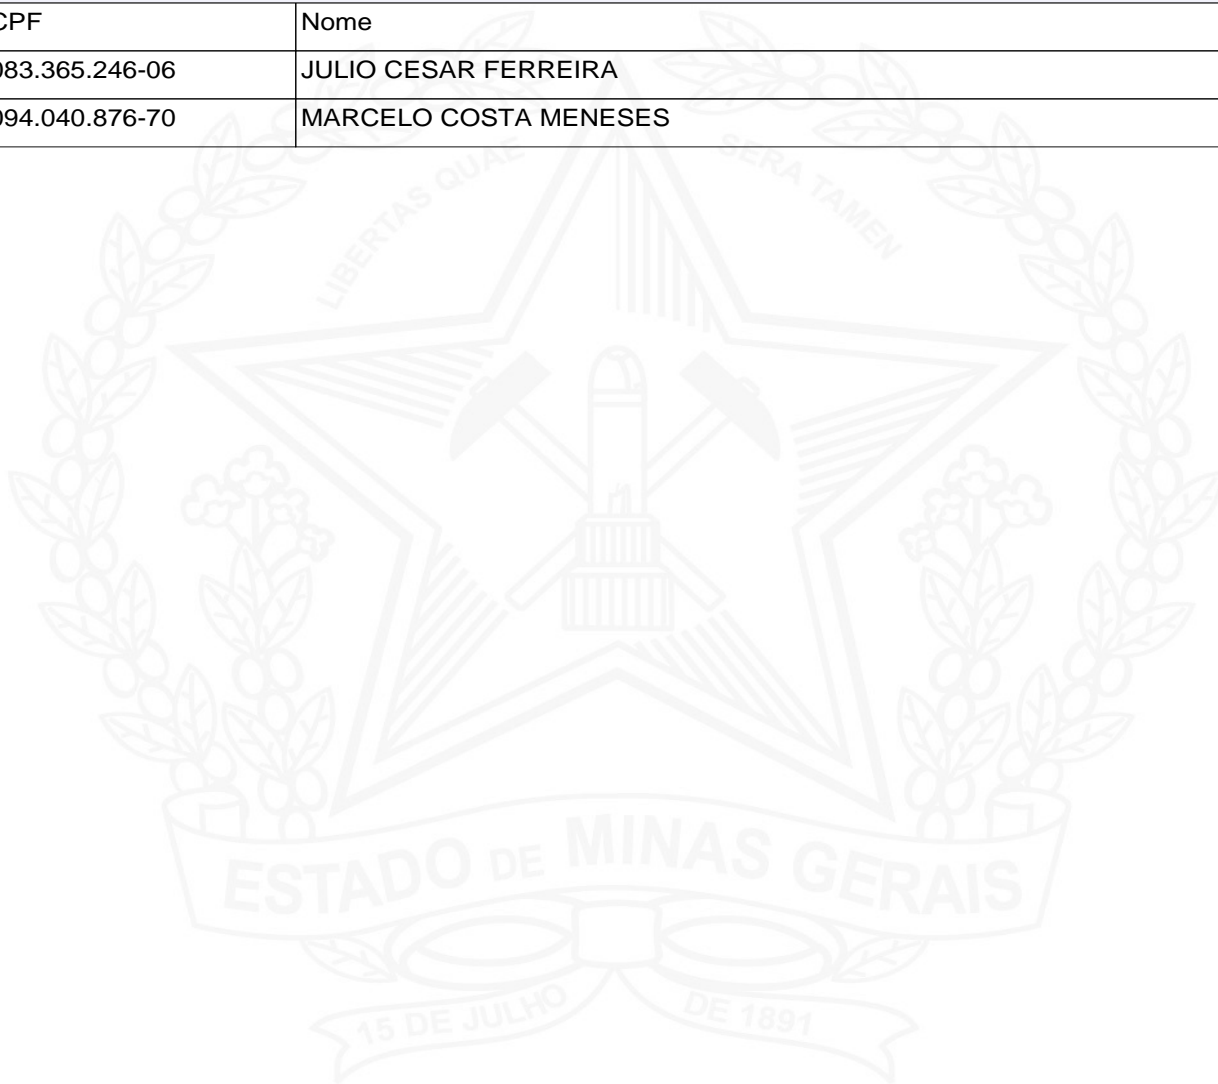 CPF Nome
083.365.246-06 JULIO CESAR FERREIRA
094.040.876-70 MARCELO COSTA MENESES
LIBERTAS QUAE SERA TAMEN
ESTADO DE MINAS GERAIS
15 DE JULHO DE 1891